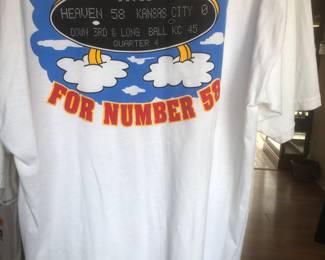 HEAVEN 58 KANSAS CITY 0
DOWN 3RD & LONG BALL KC 45
QUARTER 4
FOR NUMBER 58